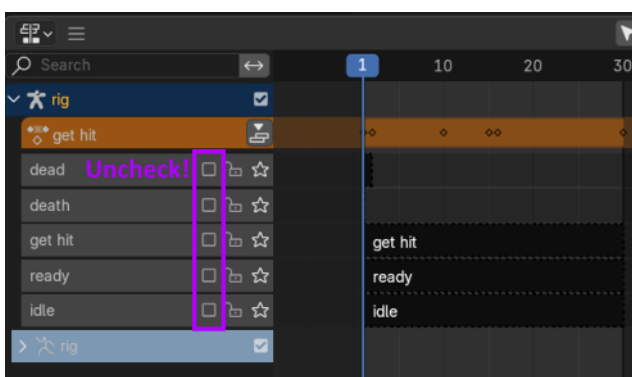 Search
1 10 20 30
rig
get hit
dead Uncheck!
death
get hit get hit
ready ready
idle idle
rig